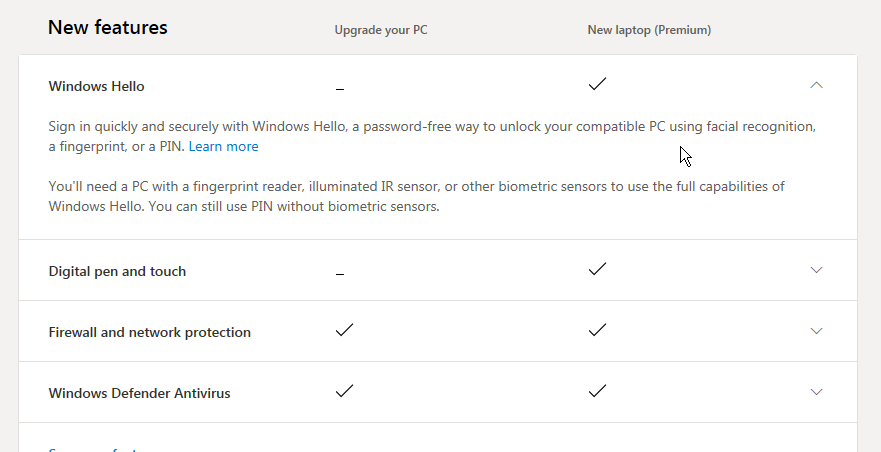 New features
Upgrade your PC
New laptop (Premium)
Windows Hello
Sign in quickly and securely with Windows Hello, a password-free way to unlock your compatible PC using facial recognition,
a fingerprint, or a PIN. Learn more
You'll need a PC with a fingerprint reader, illuminated IR sensor, or other biometric sensors to use the full capabilities of
Windows Hello. You can still use PIN without biometric sensors.
Digital pen and touch
Firewall and network protection
Windows Defender Antivirus